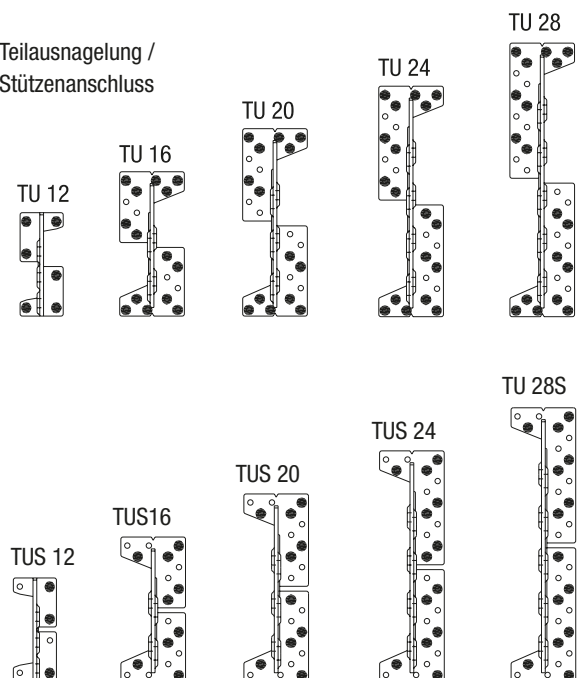 Teilausnagelung /
Stützenanschluss
TU 12
TU 16
TU 20
TU 24
TU 28
TUS 12
TUS16
TUS 20
TUS 24
TU 28S